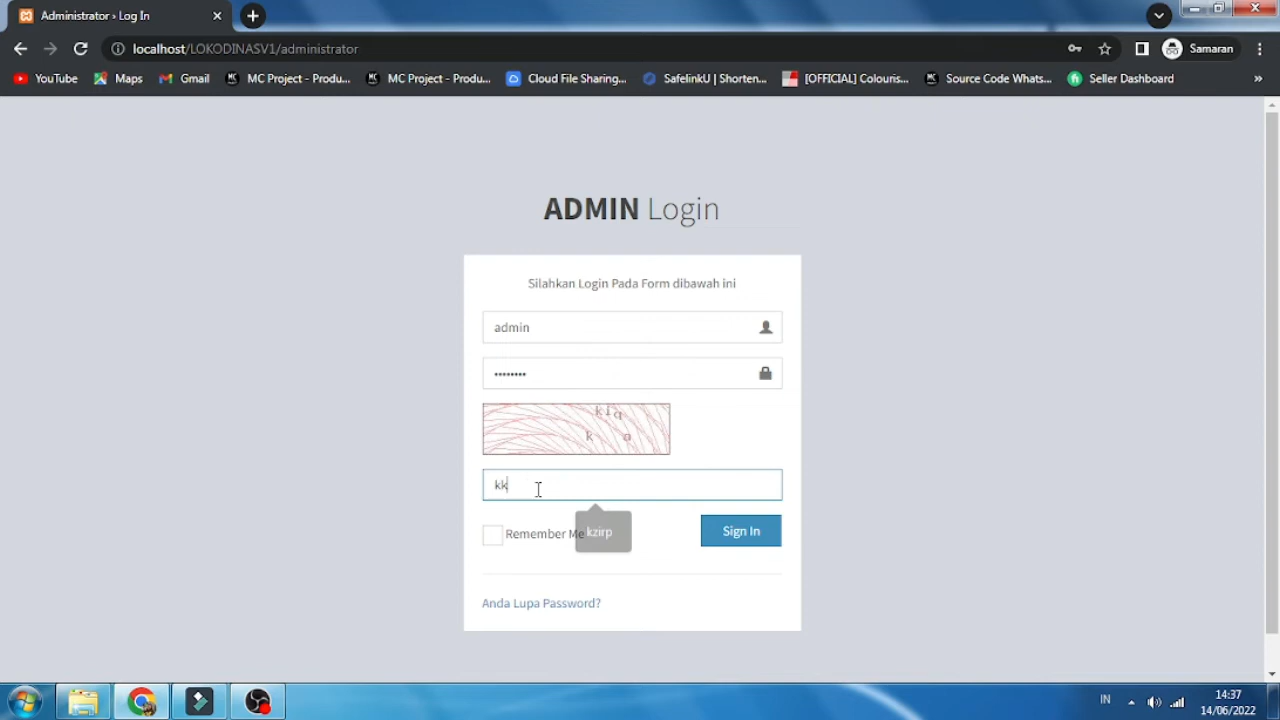 Administrator › Log In
localhost/LOKODINASV1/administrator
Samaran
YouTube
Maps
Gmail
MC Project - Produ...
MC Project - Produ...
Cloud File Sharing...
SafelinkU | Shorten...
[OFFICIAL] Colouris...
Source Code Whats...
Seller Dashboard
»
ADMIN Login
Silahkan Login Pada Form dibawah ini
admin
••••••••
kk
kzirp
Remember Me
Sign In
Anda Lupa Password?
IN
14:37
14/06/2022